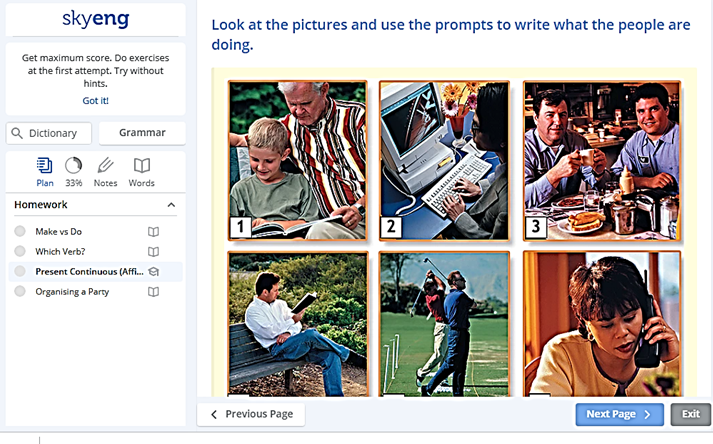 skyeng
Get maximum score. Do exercises
at the first attempt. Try without
hints.
Got it!
Dictionary
Grammar
Plan
33%
Notes
Words
Homework
Make vs Do
Which Verb?
Present Continuous (Affi...
Organising a Party
Look at the pictures and use the prompts to write what the people are
doing.
1
2
3
Previous Page
Next Page
Exit